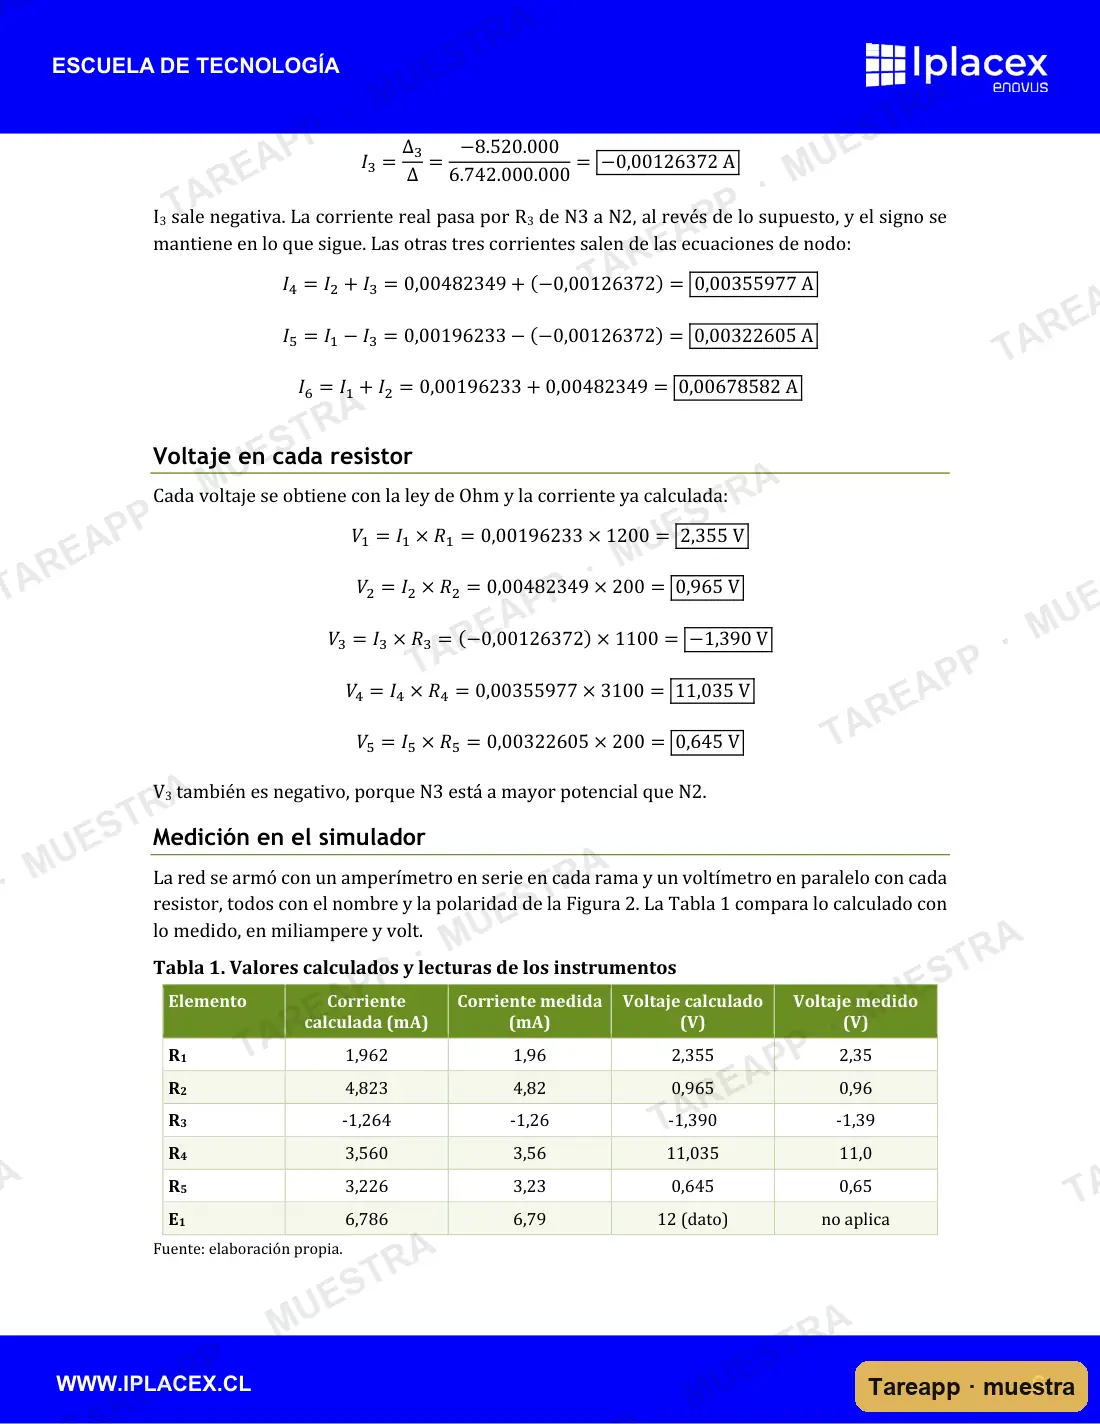 ESCUELA DE TECNOLOGÍA
Iplacex
enovus
I₃ = Δ₃/Δ = −8.520.000/6.742.000.000 = −0,00126372 A
I₃ sale negativa. La corriente real pasa por R₃ de N3 a N2, al revés de lo supuesto, y el signo se
mantiene en lo que sigue. Las otras tres corrientes salen de las ecuaciones de nodo:
I₄ = I₂ + I₃ = 0,00482349 + (−0,00126372) = 0,00355977 A
I₅ = I₁ − I₃ = 0,00196233 − (−0,00126372) = 0,00322605 A
I₆ = I₁ + I₂ = 0,00196233 + 0,00482349 = 0,00678582 A
Voltaje en cada resistor
Cada voltaje se obtiene con la ley de Ohm y la corriente ya calculada:
V₁ = I₁ × R₁ = 0,00196233 × 1200 = 2,355 V
V₂ = I₂ × R₂ = 0,00482349 × 200 = 0,965 V
V₃ = I₃ × R₃ = (−0,00126372) × 1100 = −1,390 V
V₄ = I₄ × R₄ = 0,00355977 × 3100 = 11,035 V
V₅ = I₅ × R₅ = 0,00322605 × 200 = 0,645 V
V₃ también es negativo, porque N3 está a mayor potencial que N2.
Medición en el simulador
La red se armó con un amperímetro en serie en cada rama y un voltímetro en paralelo con cada
resistor, todos con el nombre y la polaridad de la Figura 2. La Tabla 1 compara lo calculado con
lo medido, en miliampere y volt.
Tabla 1. Valores calculados y lecturas de los instrumentos
Elemento Corriente calculada (mA) Corriente medida (mA) Voltaje calculado (V) Voltaje medido (V)
R₁ 1,962 1,96 2,355 2,35
R₂ 4,823 4,82 0,965 0,96
R₃ -1,264 -1,26 -1,390 -1,39
R₄ 3,560 3,56 11,035 11,0
R₅ 3,226 3,23 0,645 0,65
E₁ 6,786 6,79 12 (dato) no aplica
Fuente: elaboración propia.
WWW.IPLACEX.CL
Tareapp · muestra
TAREAPP · MUESTRA